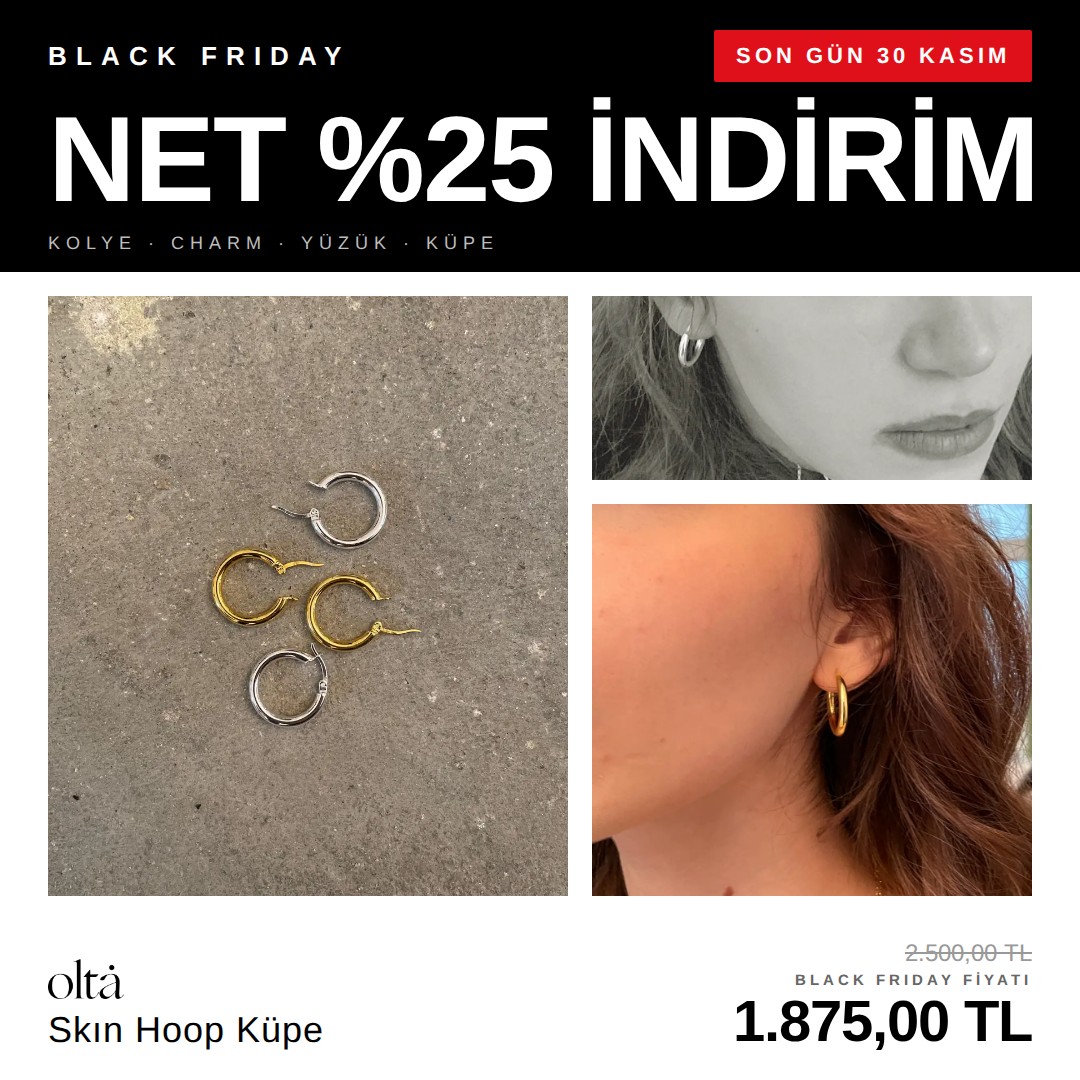 BLACK FRIDAY
SON GÜN 30 KASIM
NET %25 İNDİRİM
KOLYE · CHARM · YÜZÜK · KÜPE
olta
Skın Hoop Küpe
2.500,00 TL
BLACK FRIDAY FİYATI
1.875,00 TL